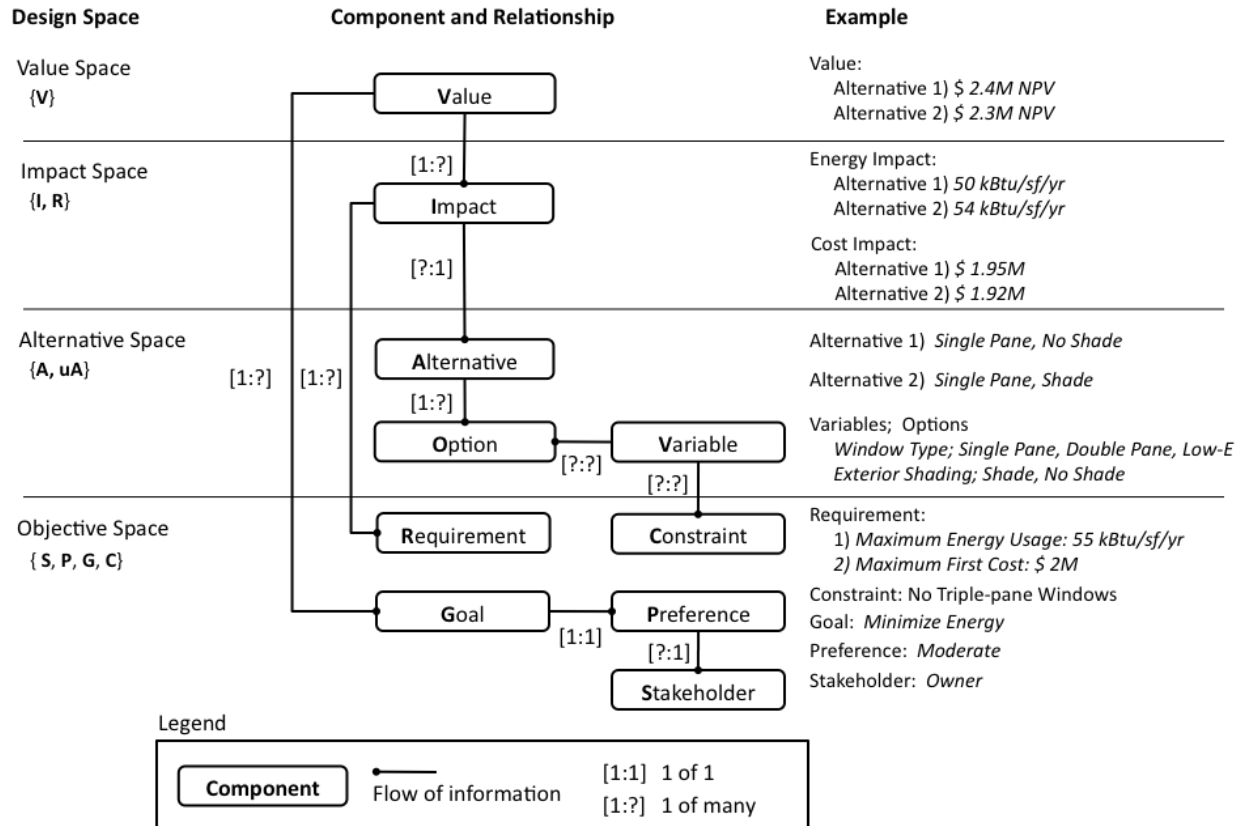 Design Space
Component and Relationship
Example
Value Space
{V}
Value
Value:
Alternative 1) $ 2.4M NPV
Alternative 2) $ 2.3M NPV
[1:?]
Impact Space
{I, R}
Impact
Energy Impact:
Alternative 1) 50 kBtu/sf/yr
Alternative 2) 54 kBtu/sf/yr
[?:1]
Cost Impact:
Alternative 1) $ 1.95M
Alternative 2) $ 1.92M
Alternative Space
{A, uA}
[1:?]
[1:?]
Alternative
[1:?]
Option
[?:?]
Variable
[?:?]
Alternative 1) Single Pane, No Shade
Alternative 2) Single Pane, Shade
Variables; Options
Window Type; Single Pane, Double Pane, Low-E
Exterior Shading; Shade, No Shade
Objective Space
{ S, P, G, C}
Requirement
Constraint
Goal
[1:1]
Preference
[?:1]
Stakeholder
Requirement:
1) Maximum Energy Usage: 55 kBtu/sf/yr
2) Maximum First Cost: $ 2M
Constraint: No Triple-pane Windows
Goal: Minimize Energy
Preference: Moderate
Stakeholder: Owner
Legend
Component
Flow of information
[1:1] 1 of 1
[1:?] 1 of many